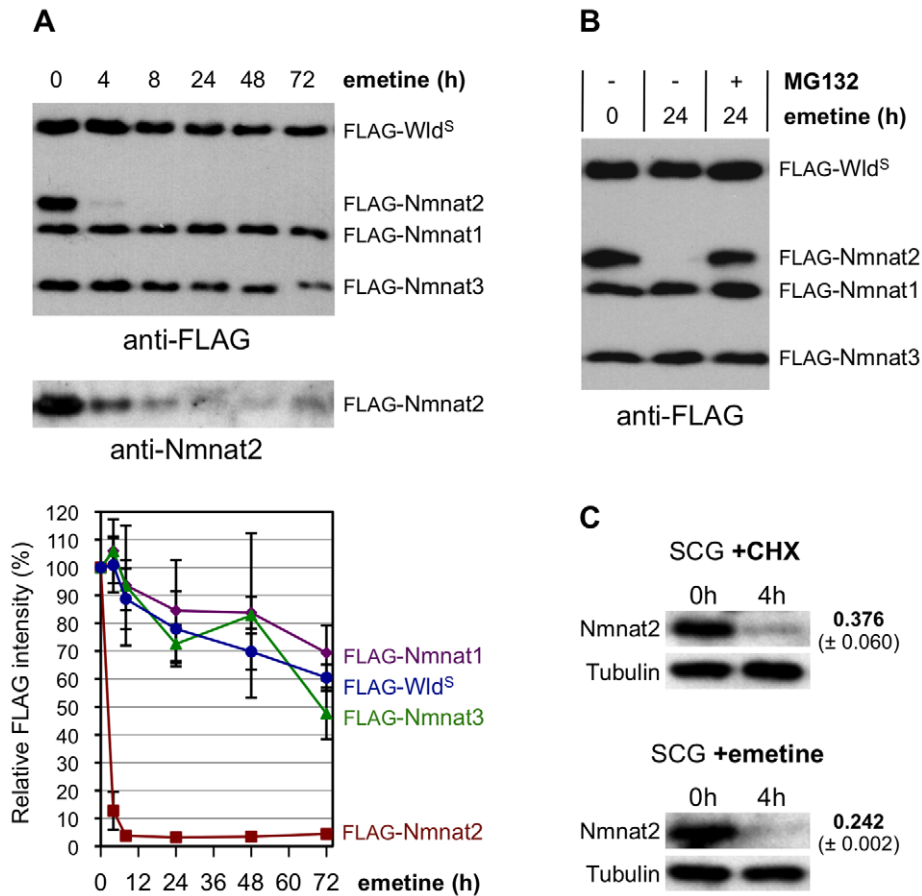 A
0 4 8 24 48 72 emetine (h)
FLAG-Wldˢ
FLAG-Nmnat2
FLAG-Nmnat1
FLAG-Nmnat3
anti-FLAG
FLAG-Nmnat2
anti-Nmnat2
Relative FLAG intensity (%)
120
110
100
90
80
70
60
50
40
30
20
10
0
FLAG-Nmnat1
FLAG-Wldˢ
FLAG-Nmnat3
FLAG-Nmnat2
0 12 24 36 48 60 72 emetine (h)
B
- - + MG132
0 24 24 emetine (h)
FLAG-Wldˢ
FLAG-Nmnat2
FLAG-Nmnat1
FLAG-Nmnat3
anti-FLAG
C
SCG +CHX
0h 4h
Nmnat2 0.376
(± 0.060)
Tubulin
SCG +emetine
0h 4h
Nmnat2 0.242
(± 0.002)
Tubulin